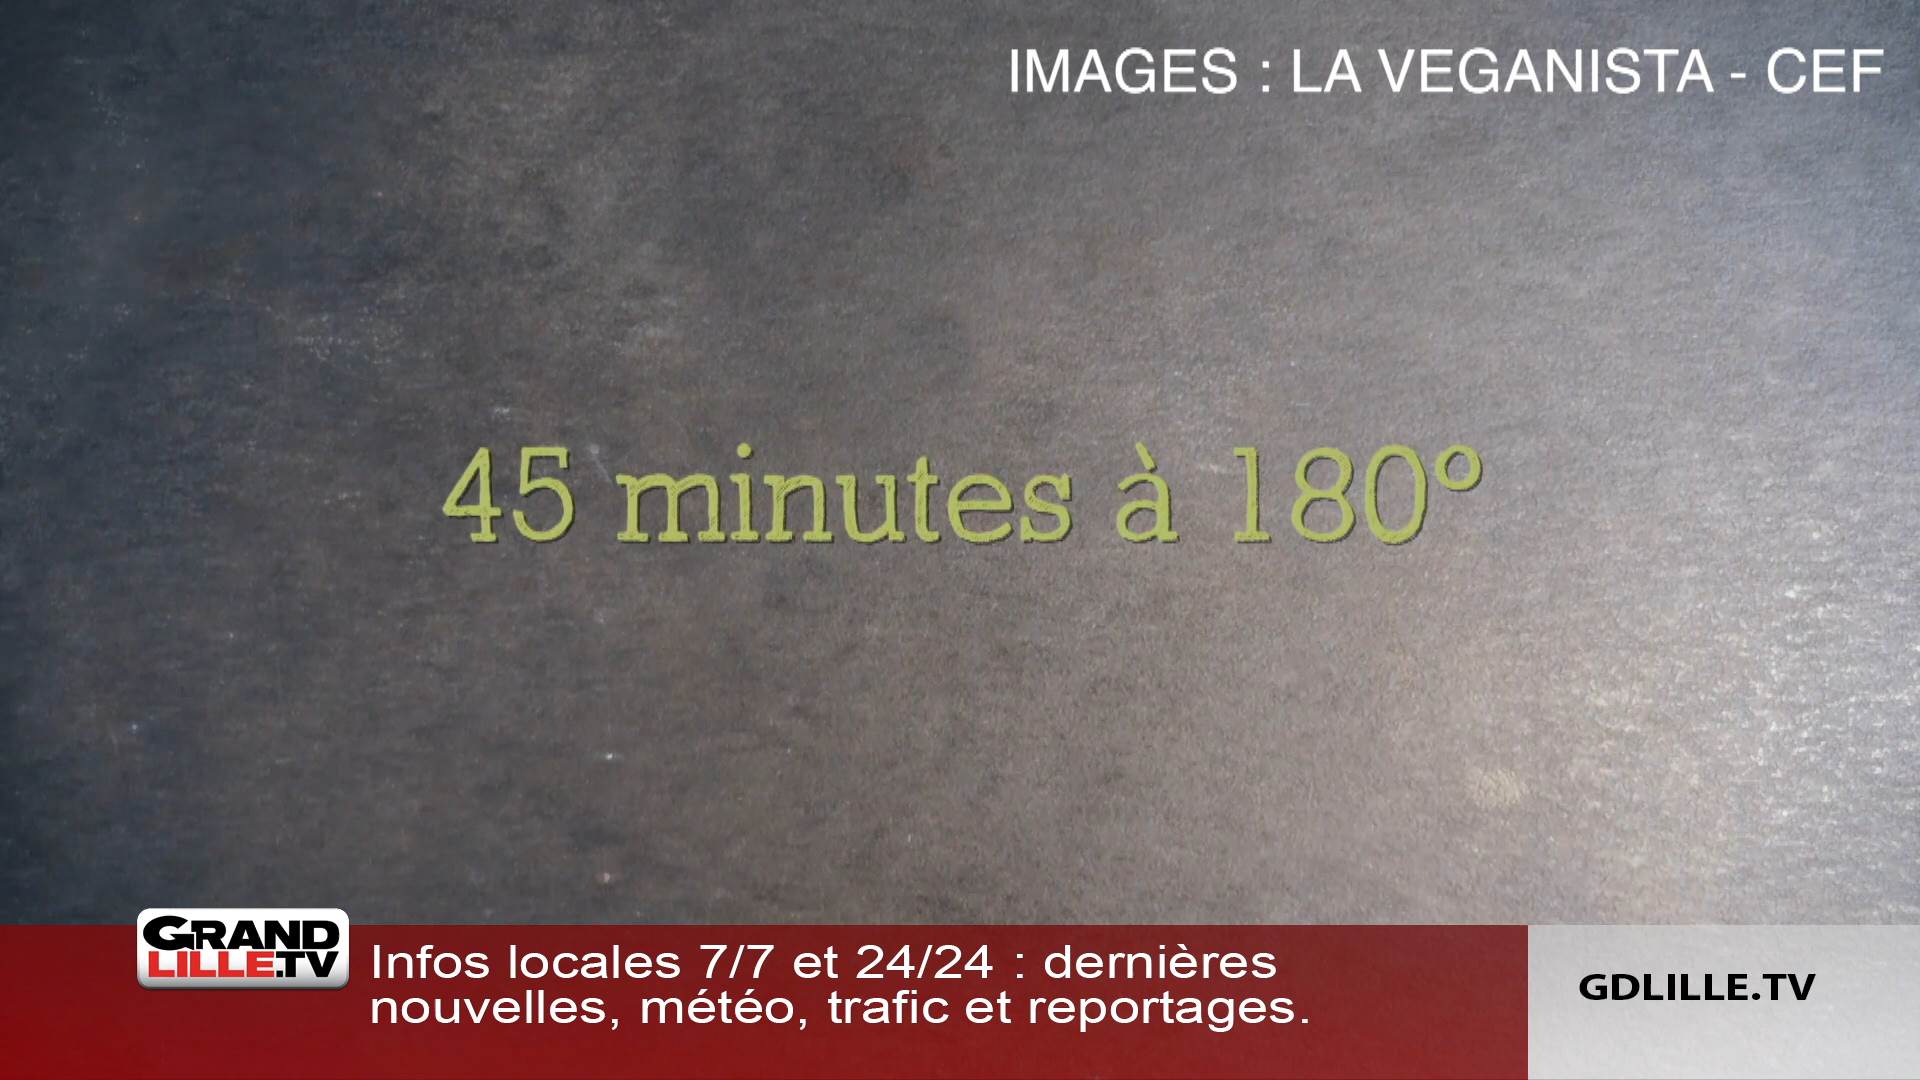 IMAGES : LA VEGANISTA - CEF
45 minutes à 180°
GRAND
LILLE.TV
Infos locales 7/7 et 24/24 : dernières
nouvelles, météo, trafic et reportages.
GDLILLE.TV